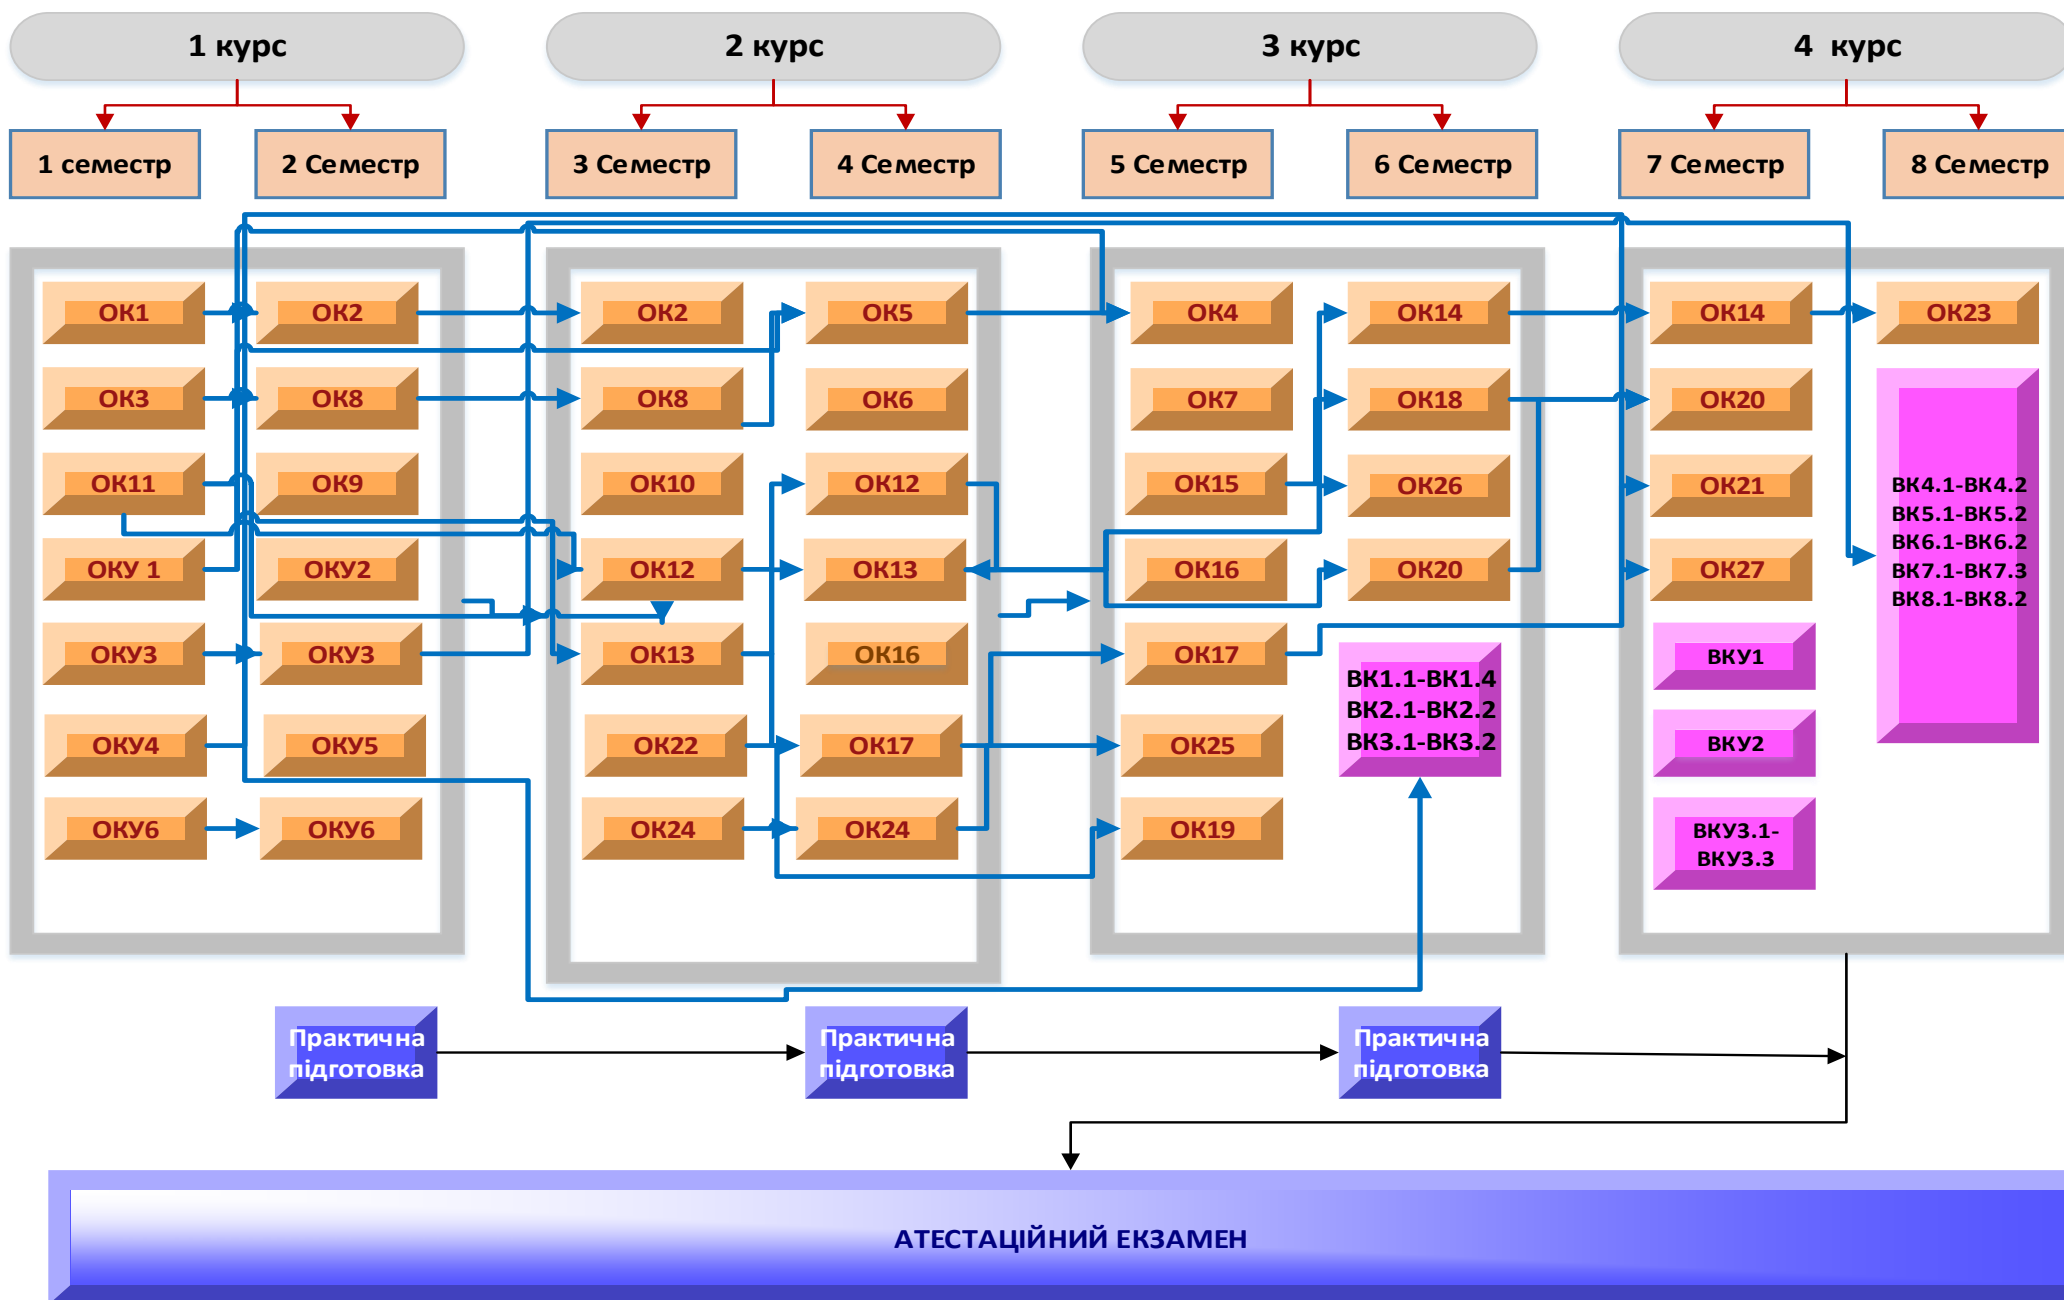 1 курс
2 курс
3 курс
4 курс
1 семестр
2 Семестр
3 Семестр
4 Семестр
5 Семестр
6 Семестр
7 Семестр
8 Семестр
ОК1
ОК2
ОК2
ОК5
ОК4
ОК14
ОК14
ОК23
ОК3
ОК8
ОК8
ОК6
ОК7
ОК18
ОК20
ОК11
ОК9
ОК10
ОК12
ОК15
ОК26
ОК21
ВК4.1-ВК4.2
ВК5.1-ВК5.2
ВК6.1-ВК6.2
ВК7.1-ВК7.3
ВК8.1-ВК8.2
ОКУ 1
ОКУ2
ОК12
ОК13
ОК16
ОК20
ОК27
ОКУ3
ОКУ3
ОК13
ОК16
ОК17
ВК1.1-ВК1.4
ВК2.1-ВК2.2
ВК3.1-ВК3.2
ВКУ1
ОКУ4
ОКУ5
ОК22
ОК17
ОК25
ВКУ2
ОКУ6
ОКУ6
ОК24
ОК24
ОК19
ВКУ3.1-
ВКУ3.3
Практична
підготовка
Практична
підготовка
Практична
підготовка
АТЕСТАЦІЙНИЙ ЕКЗАМЕН